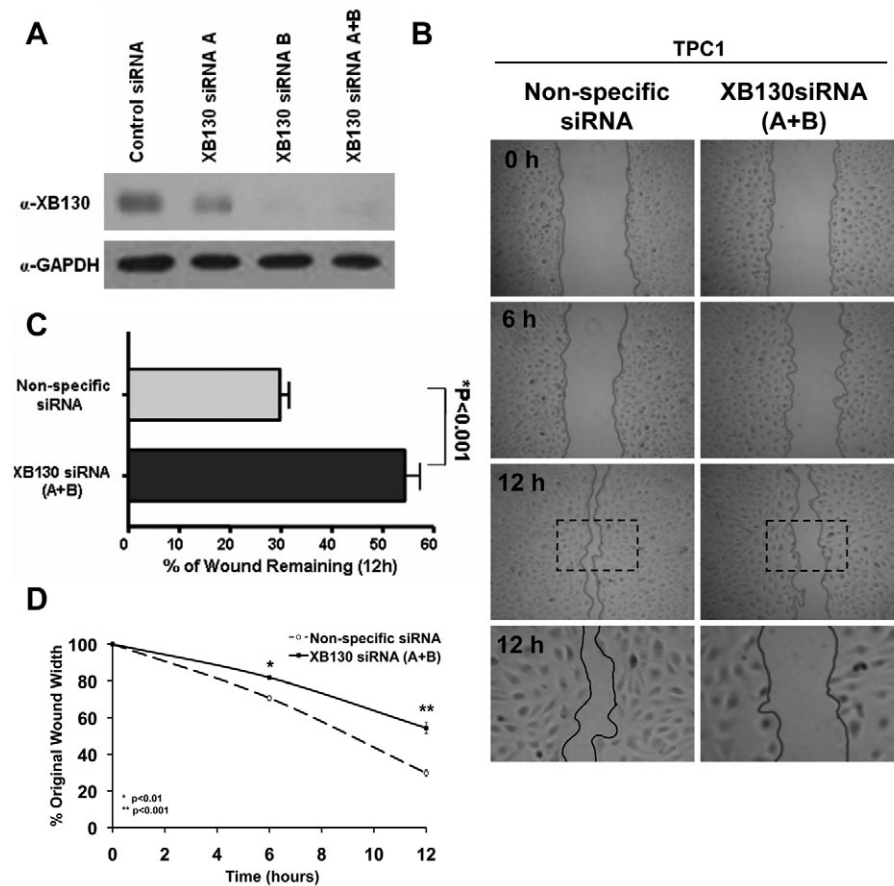 A
Control siRNA
XB130 siRNA A
XB130 siRNA B
XB130 siRNA A+B
α-XB130
α-GAPDH
B
TPC1
Non-specific
siRNA
XB130siRNA
(A+B)
0 h
6 h
12 h
12 h
C
Non-specific
siRNA
XB130 siRNA
(A+B)
*P<0.001
0 10 20 30 40 50 60
% of Wound Remaining (12h)
D
Non-specific siRNA
XB130 siRNA (A+B)
% Original Wound Width
100
80
60
40
20
0
*
**
* p<0.01
** p<0.001
0 2 4 6 8 10 12
Time (hours)